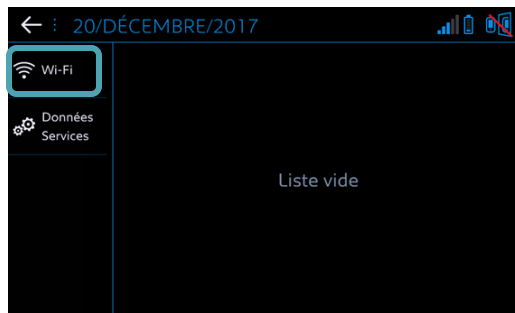 20/DÉCEMBRE/2017
Wi-Fi
Données
Services
Liste vide